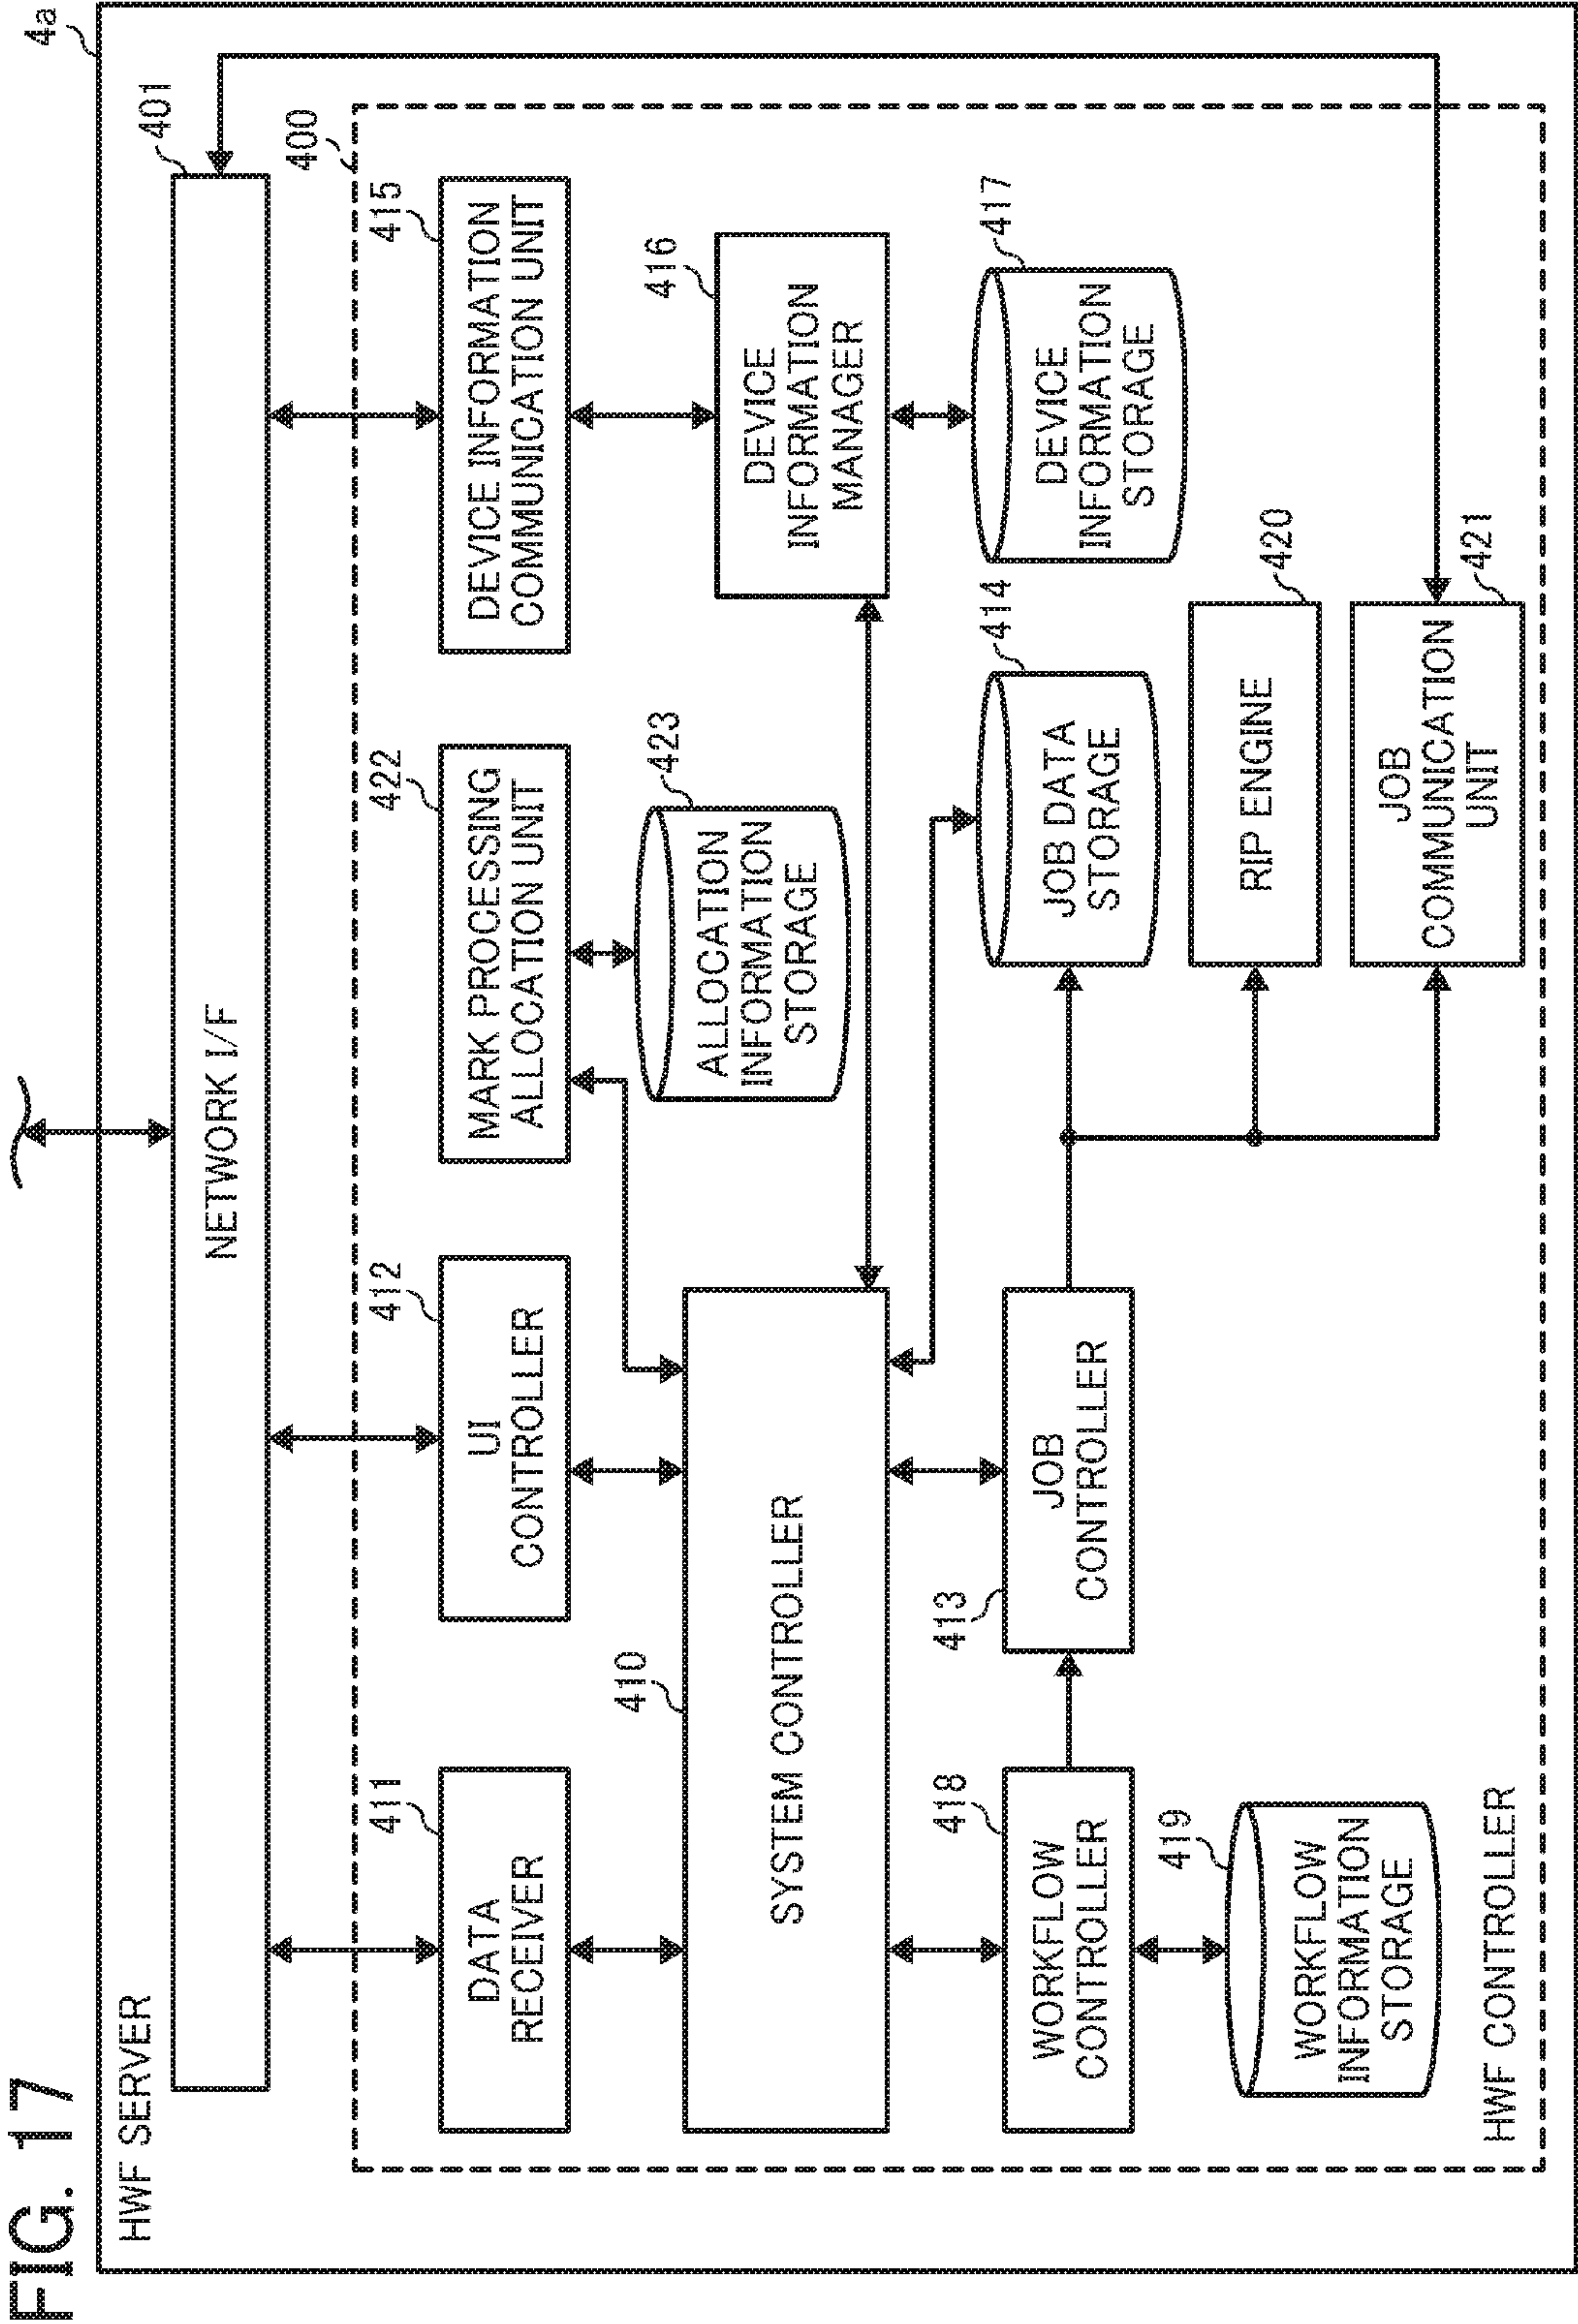 FIG. 17
4a
HWF SERVER
401
NETWORK I/F
400
411
DATA
RECEIVER
412
UI
CONTROLLER
422
MARK PROCESSING
ALLOCATION UNIT
415
DEVICE INFORMATION
COMMUNICATION UNIT
410
SYSTEM CONTROLLER
423
ALLOCATION
INFORMATION
STORAGE
416
DEVICE
INFORMATION
MANAGER
418
WORKFLOW
CONTROLLER
413
JOB
CONTROLLER
414
JOB DATA
STORAGE
417
DEVICE
INFORMATION
STORAGE
419
WORKFLOW
INFORMATION
STORAGE
420
RIP ENGINE
421
JOB
COMMUNICATION
UNIT
HWF CONTROLLER